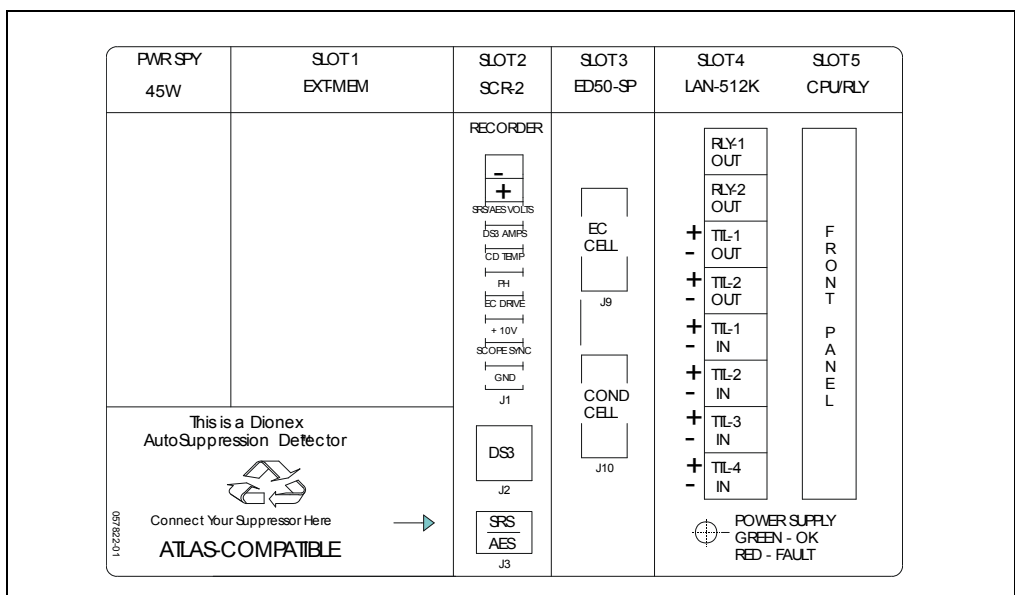 PWR SPY
45W
SLOT 1
EXT-MEM
SLOT 2
SCR-2
SLOT 3
ED50-SP
SLOT 4
LAN-512K
SLOT 5
CPU/RLY
RECORDER
-
+
SRS/AES VOLTS
DS3 AMPS
CD TEMP
PH
EC DRIVE
+ 10V
SCOPE SYNC
GND
J1
DS3
J2
SRS
AES
J3
EC
CELL
J9
COND
CELL
J10
RLY-1
OUT
RLY-2
OUT
+ TTL-1
- OUT
+ TTL-2
- OUT
+ TTL-1
- IN
+ TTL-2
- IN
+ TTL-3
- IN
+ TTL-4
- IN
FRONT PANEL
POWER SUPPLY
GREEN - OK
RED - FAULT
This is a Dionex
AutoSuppression Detector™
Connect Your Suppressor Here
ATLAS-COMPATIBLE
057822-01